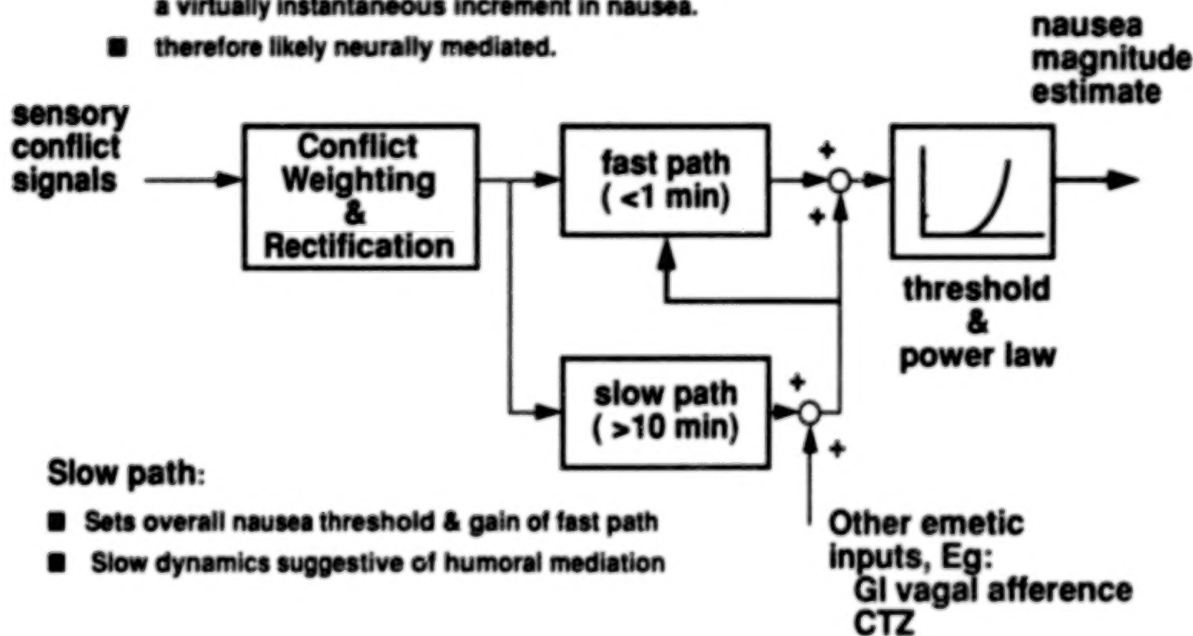 a virtually instantaneous increment in nausea.
■ therefore likely neurally mediated.
nausea
magnitude
estimate
sensory
conflict
signals
Conflict
Weighting
&
Rectification
fast path
( <1 min)
+
+
threshold
&
power law
slow path
( >10 min)
+
+
Slow path:
■ Sets overall nausea threshold & gain of fast path
■ Slow dynamics suggestive of humoral mediation
Other emetic
inputs, Eg:
GI vagal afference
CTZ